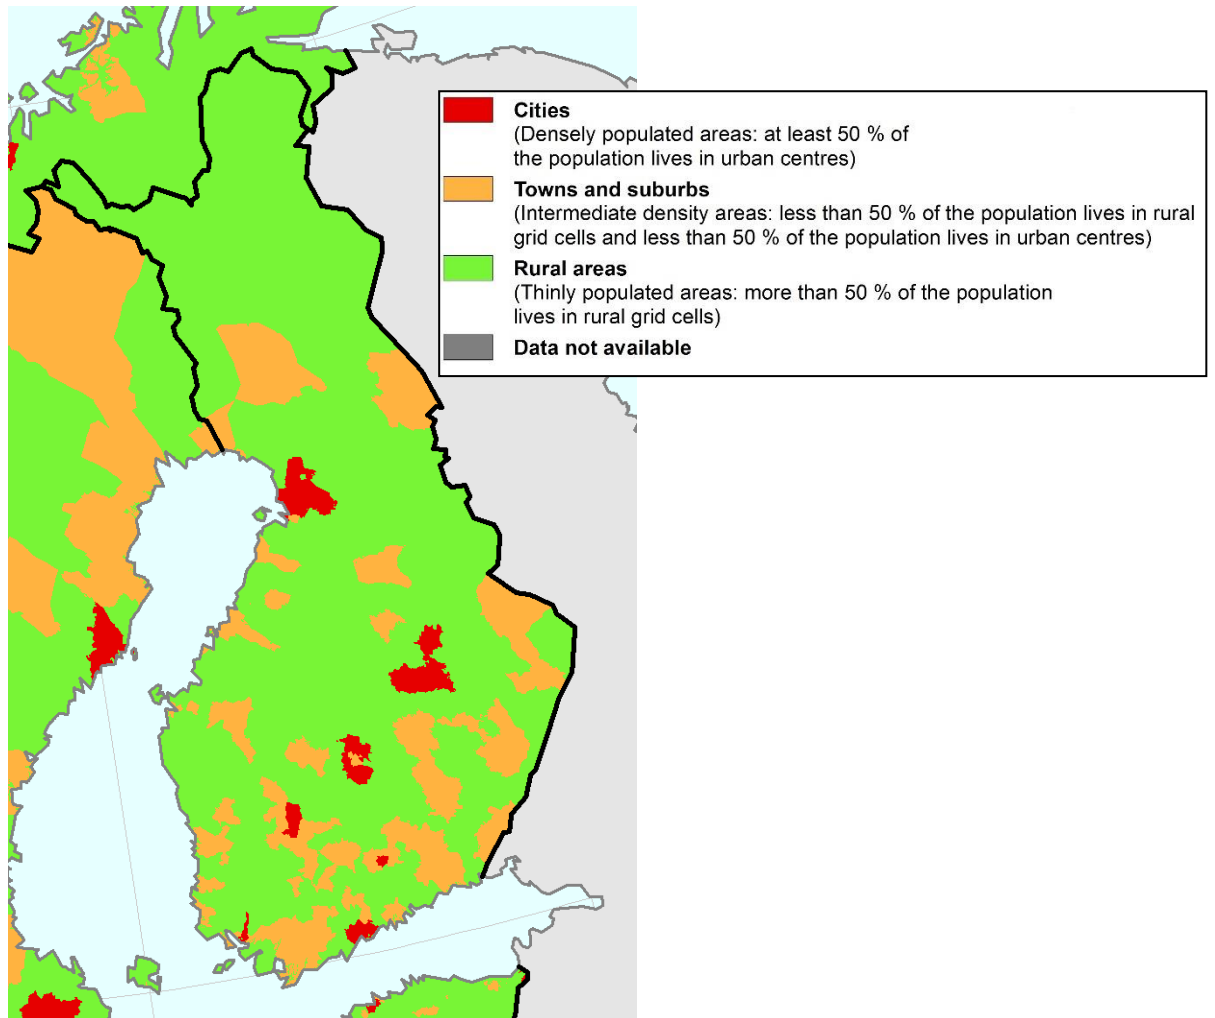 Cities
(Densely populated areas: at least 50 % of
the population lives in urban centres)
Towns and suburbs
(Intermediate density areas: less than 50 % of the population lives in rural
grid cells and less than 50 % of the population lives in urban centres)
Rural areas
(Thinly populated areas: more than 50 % of the population
lives in rural grid cells)
Data not available